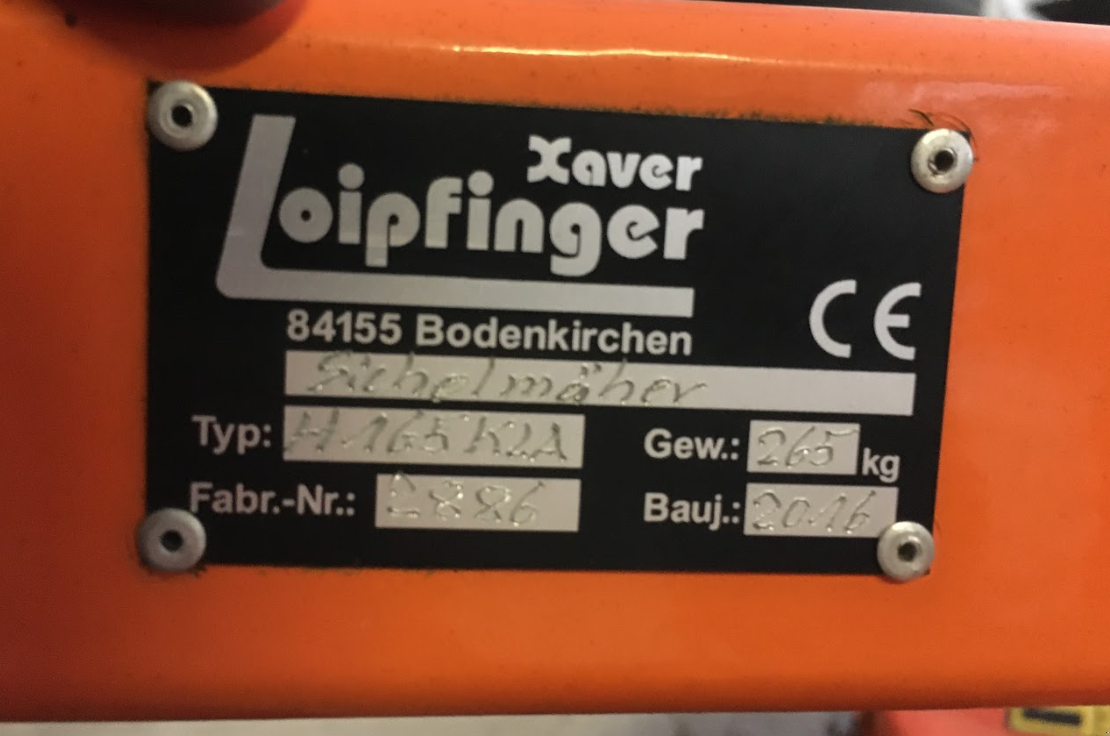 Xaver
Loipfinger
84155 Bodenkirchen
CE
Sichelmäher
Typ: H165K2A Gew.: 265 kg
Fabr.-Nr.: 2886 Bauj.: 2016